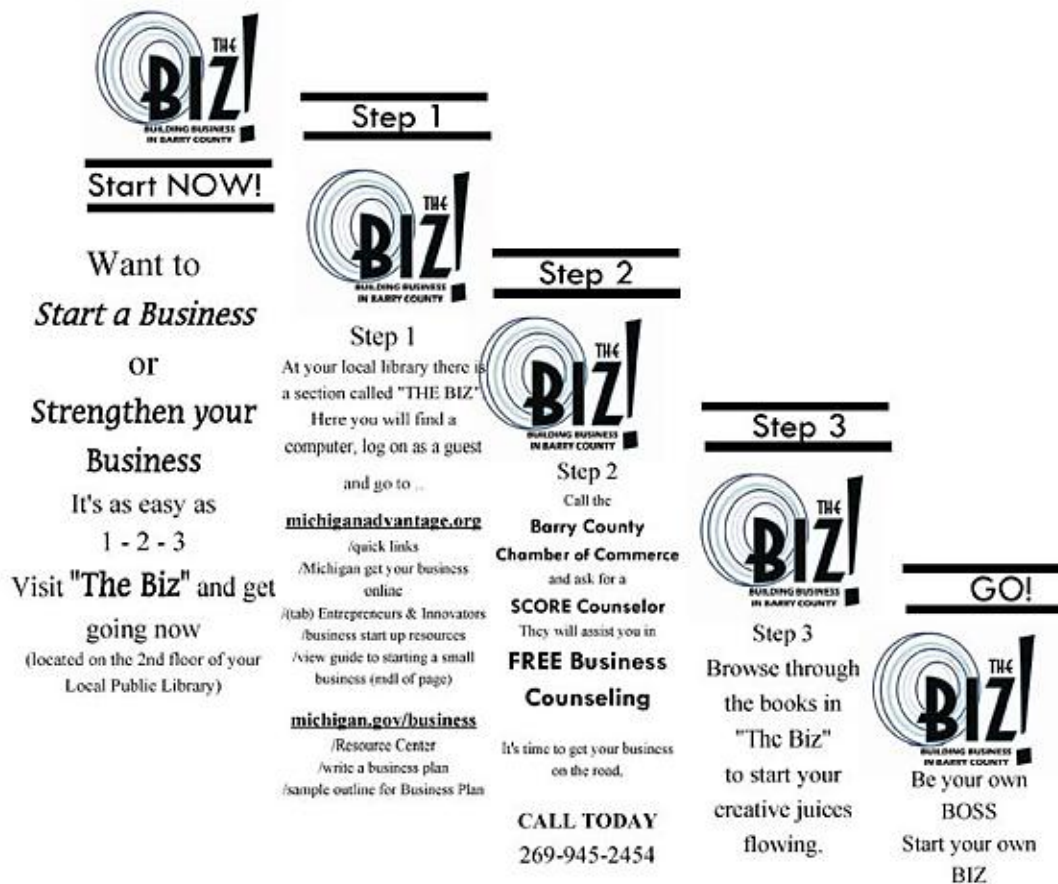 THE
BIZ!
BUILDING BUSINESS
IN BARRY COUNTY
Start NOW!
Want to
Start a Business
or
Strengthen your
Business
It's as easy as
1 - 2 - 3
Visit "The Biz" and get
going now
(located on the 2nd floor of your
Local Public Library)
Step 1
THE
BIZ!
BUILDING BUSINESS
IN BARRY COUNTY
Step 1
At your local library there is
a section called "THE BIZ".
Here you will find a
computer, log on as a guest
and go to ..
michiganadvantage.org
/quick links
/Michigan get your business
online
/(tab) Entrepreneurs & Innovators
/business start up resources
/view guide to starting a small
business (mdl of page)
michigan.gov/business
/Resource Center
/write a business plan
/sample outline for Business Plan
Step 2
THE
BIZ!
BUILDING BUSINESS
IN BARRY COUNTY
Step 2
Call the
Barry County
Chamber of Commerce
and ask for a
SCORE Counselor
They will assist you in
FREE Business
Counseling
It's time to get your business
on the road,
CALL TODAY
269-945-2454
Step 3
THE
BIZ!
BUILDING BUSINESS
IN BARRY COUNTY
Step 3
Browse through
the books in
"The Biz"
to start your
creative juices
flowing.
GO!
THE
BIZ!
BUILDING BUSINESS
IN BARRY COUNTY
Be your own
BOSS
Start your own
BIZ